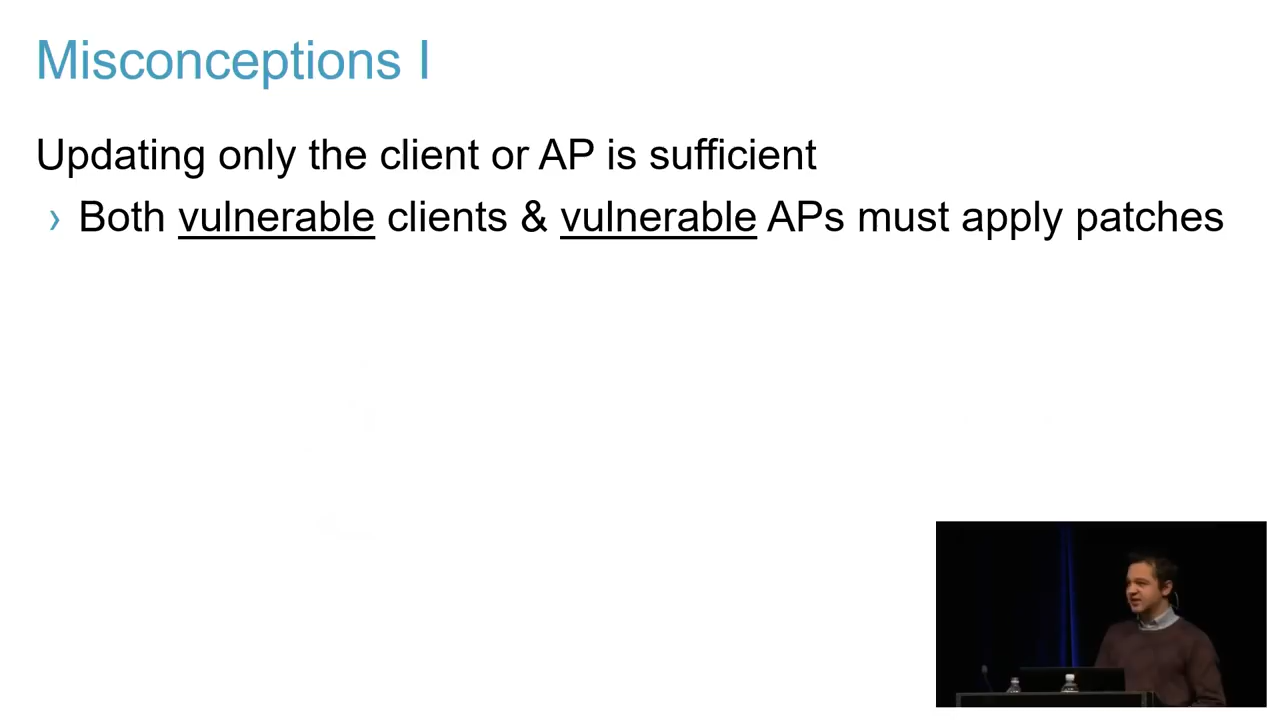 Misconceptions I
Updating only the client or AP is sufficient
› Both vulnerable clients & vulnerable APs must apply patches